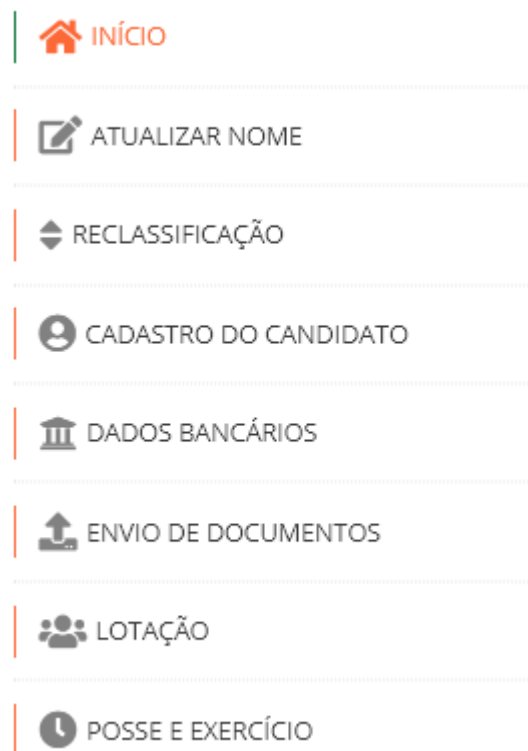 INÍCIO
ATUALIZAR NOME
RECLASSIFICAÇÃO
CADASTRO DO CANDIDATO
DADOS BANCÁRIOS
ENVIO DE DOCUMENTOS
LOTAÇÃO
POSSE E EXERCÍCIO